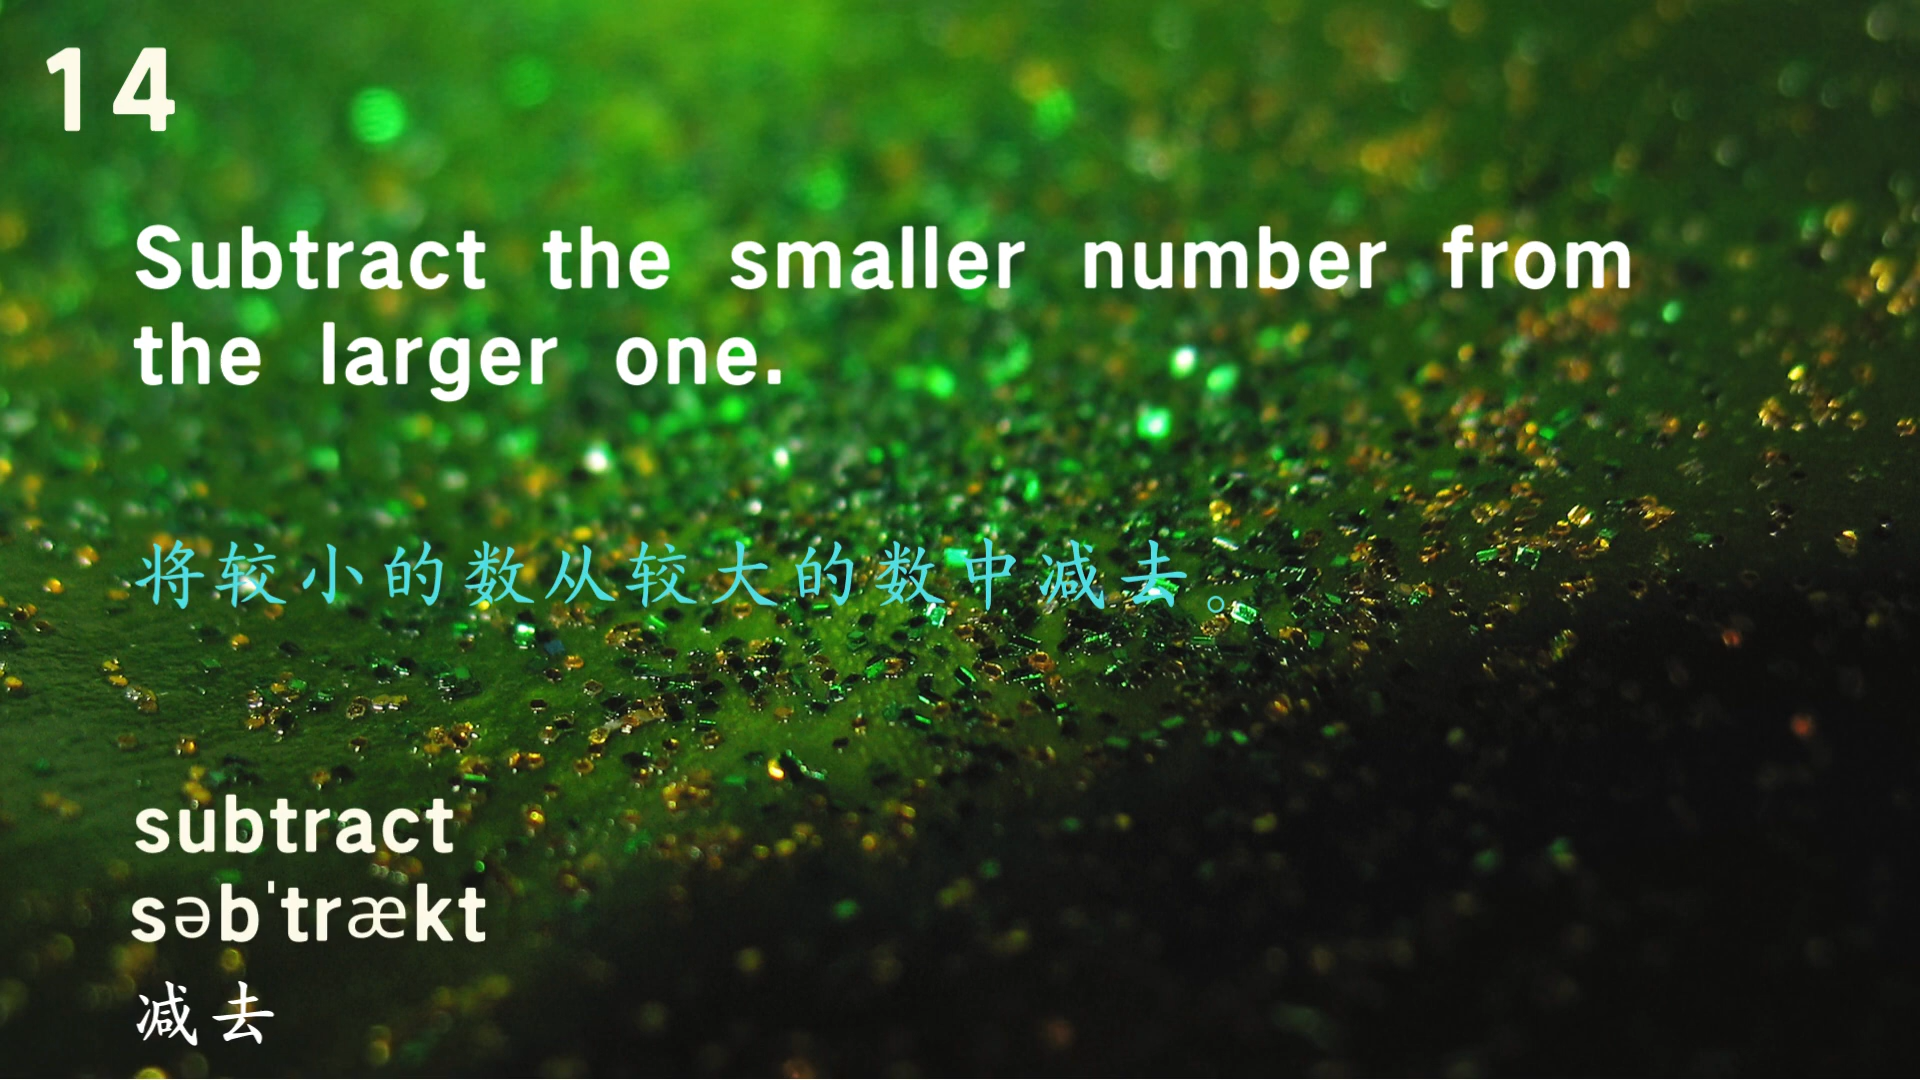 14
Subtract the smaller number from
the larger one.
将较小的数从较大的数中减去。
subtract
səbˈtrækt
减去